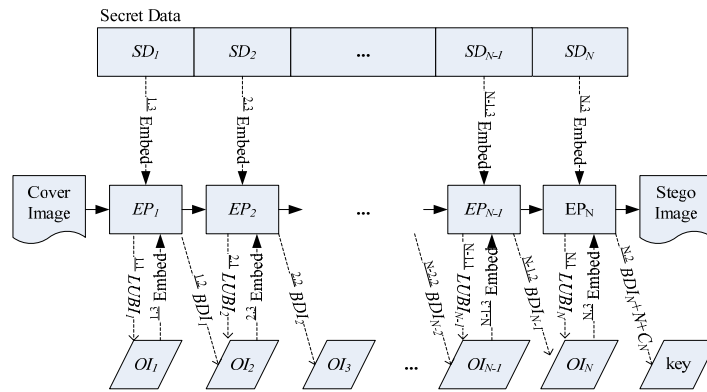 Secret Data
SD1 SD2 ... SDN-1 SDN
1,3 Embed
2,3 Embed
N-1,3 Embed
N,3 Embed
Cover
Image
EP1
EP2
...
EPN-1
EPN
Stego
Image
1,1 LUBI1
1,3 Embed
1,2 BDI1
2,1 LUBI2
2,3 Embed
2,2 BDI2
N-2,2 BDIN-2
N-1,1 LUBIN-1
N-1,3 Embed
N-1,2 BDIN-1
N,1 LUBIN
N,3 Embed
N,2 BDIN+N+CN
OI1
OI2
OI3
...
OIN-1
OIN
key